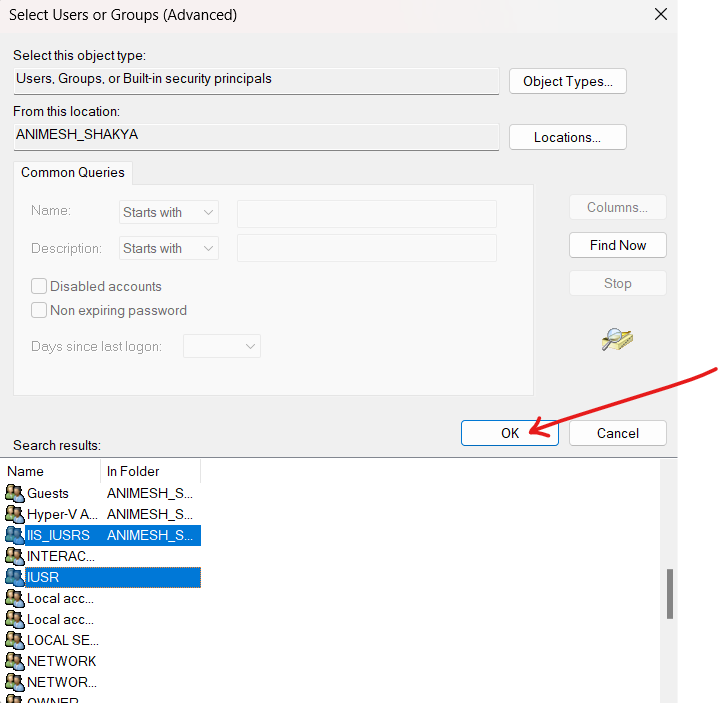 Select Users or Groups (Advanced)
Select this object type:
Users, Groups, or Built-in security principals
Object Types...
From this location:
ANIMESH_SHAKYA
Locations...
Common Queries
Name:
Starts with
Columns...
Description:
Starts with
Find Now
Disabled accounts
Stop
Non expiring password
Days since last logon:
OK
Cancel
Search results:
Name In Folder
Guests ANIMESH_S...
Hyper-V A... ANIMESH_S...
IIS_IUSRS ANIMESH_S...
INTERAC...
IUSR
Local acc...
Local acc...
LOCAL SE...
NETWORK
NETWOR...
OWNER